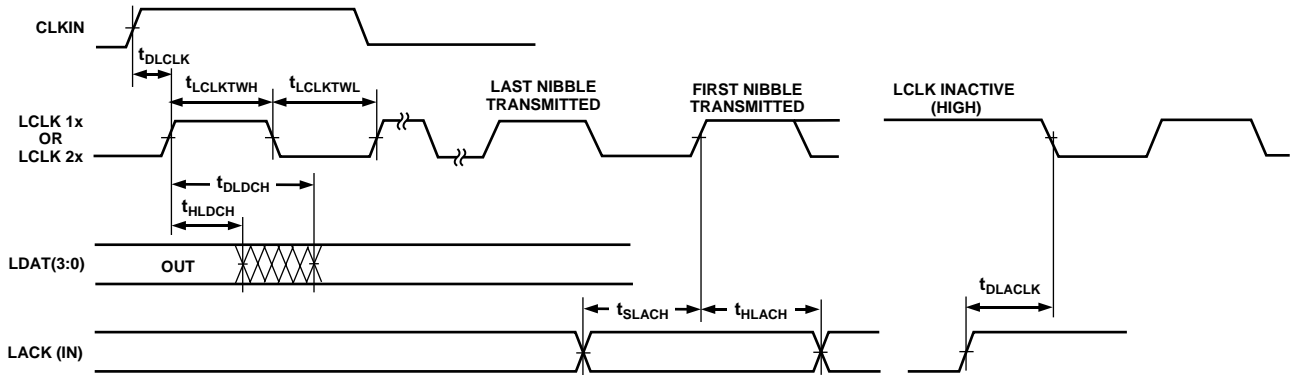 CLKIN
tDLCLK
tLCLKTWH
tLCLKTWL
LAST NIBBLE
TRANSMITTED
FIRST NIBBLE
TRANSMITTED
LCLK INACTIVE
(HIGH)
LCLK 1x
OR
LCLK 2x
tDLDCH
tHLDCH
LDAT(3:0)
OUT
tSLACH
tHLACH
tDLACLK
LACK (IN)